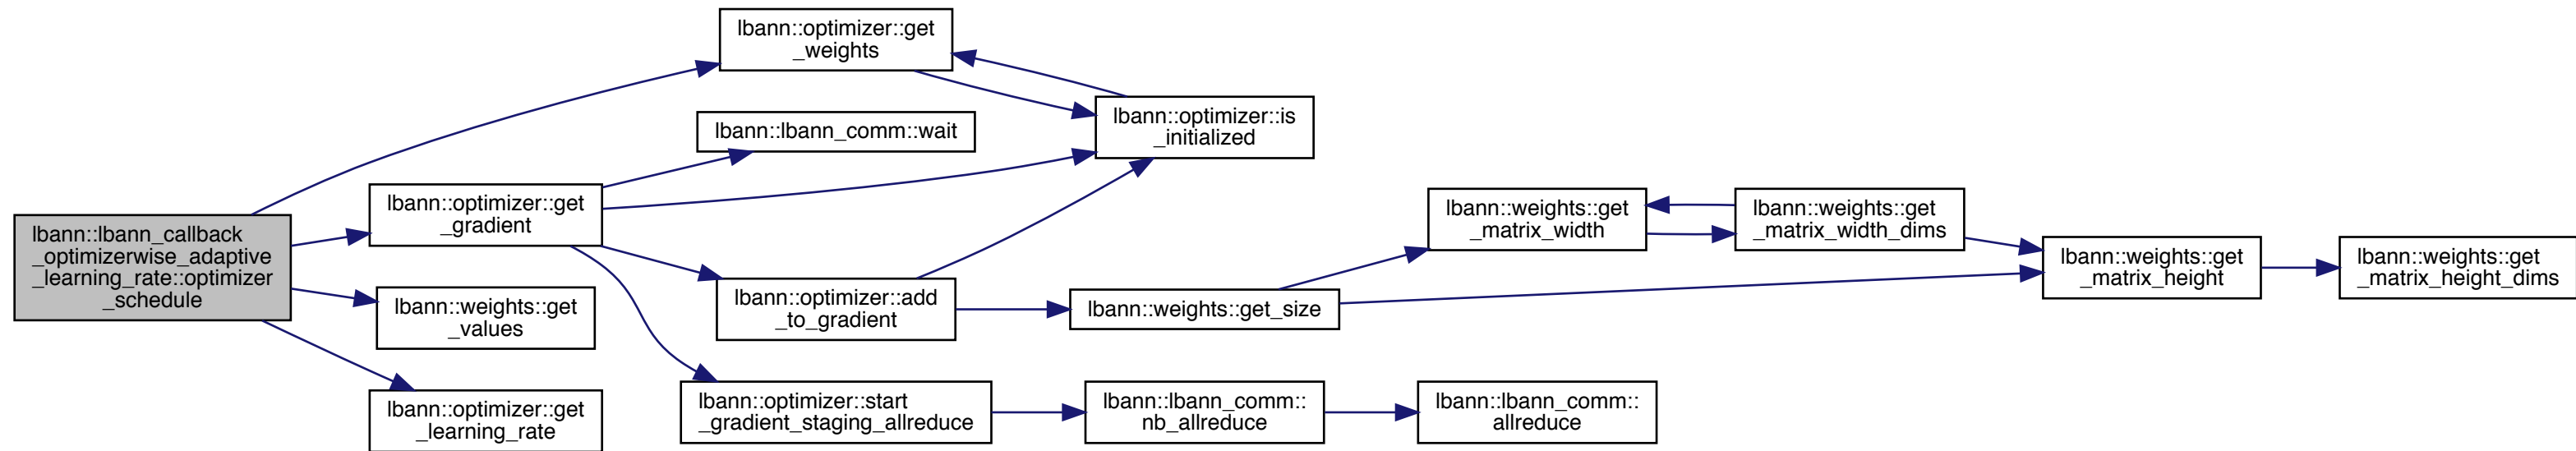 lbann::lbann_callback
_optimizerwise_adaptive
_learning_rate::optimizer
_schedule
lbann::optimizer::get
_weights
lbann::optimizer::is
_initialized
lbann::optimizer::get
_gradient
lbann::lbann_comm::wait
lbann::optimizer::add
_to_gradient
lbann::weights::get_size
lbann::weights::get
_matrix_width
lbann::weights::get
_matrix_width_dims
lbann::weights::get
_matrix_height
lbann::weights::get
_matrix_height_dims
lbann::optimizer::start
_gradient_staging_allreduce
lbann::lbann_comm::
nb_allreduce
lbann::lbann_comm::
allreduce
lbann::weights::get
_values
lbann::optimizer::get
_learning_rate